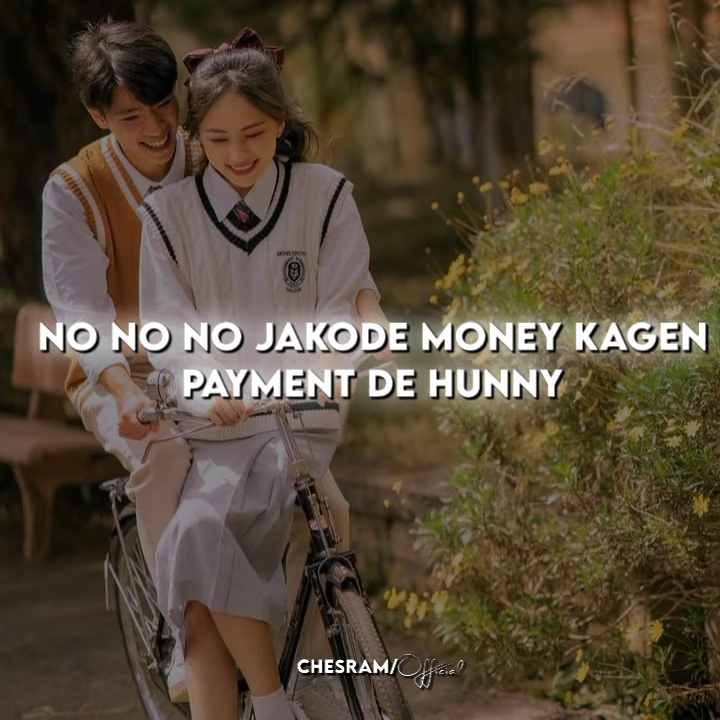 NO NO NO JAKODE MONEY KAGEN
PAYMENT DE HUNNY
CHESRAM/Official